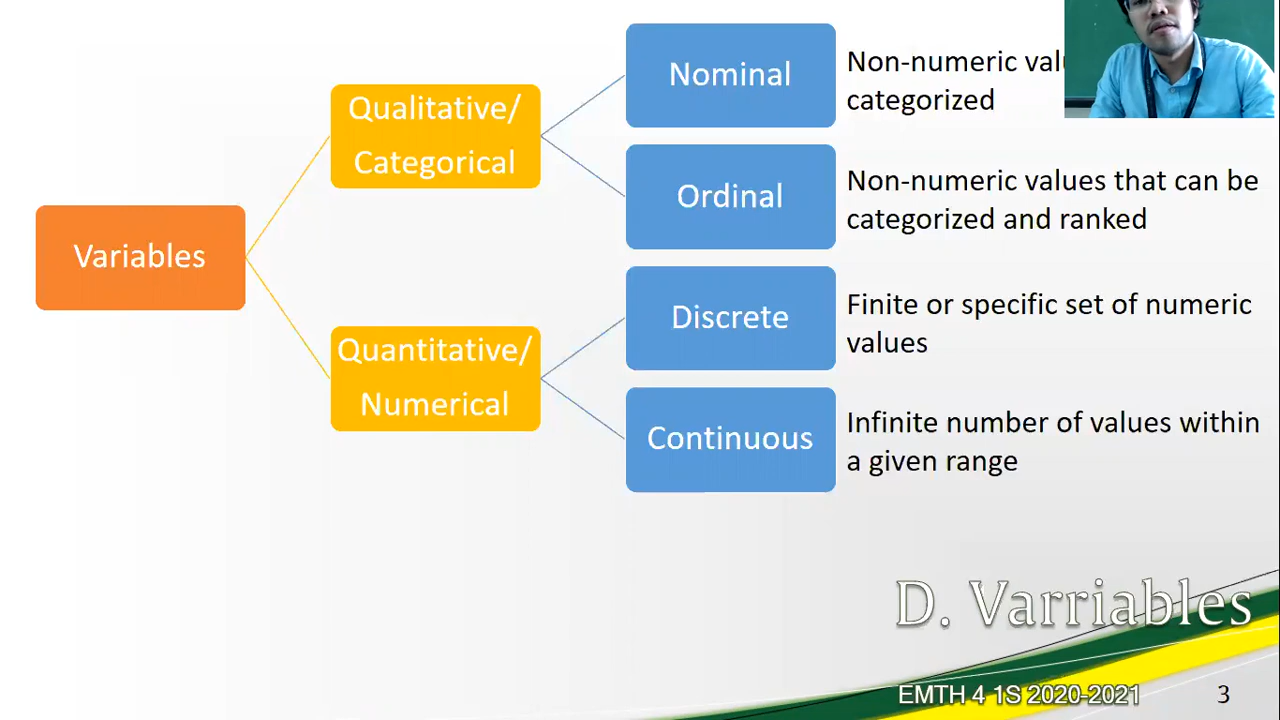 Variables
Qualitative/
Categorical
Quantitative/
Numerical
Nominal
Non-numeric
categorized
Ordinal
Non-numeric values that can be
categorized and ranked
Discrete
Finite or specific set of numeric
values
Continuous
Infinite number of values within
a given range
D. Varriables
EMTH 4 1S 2020-2021
3